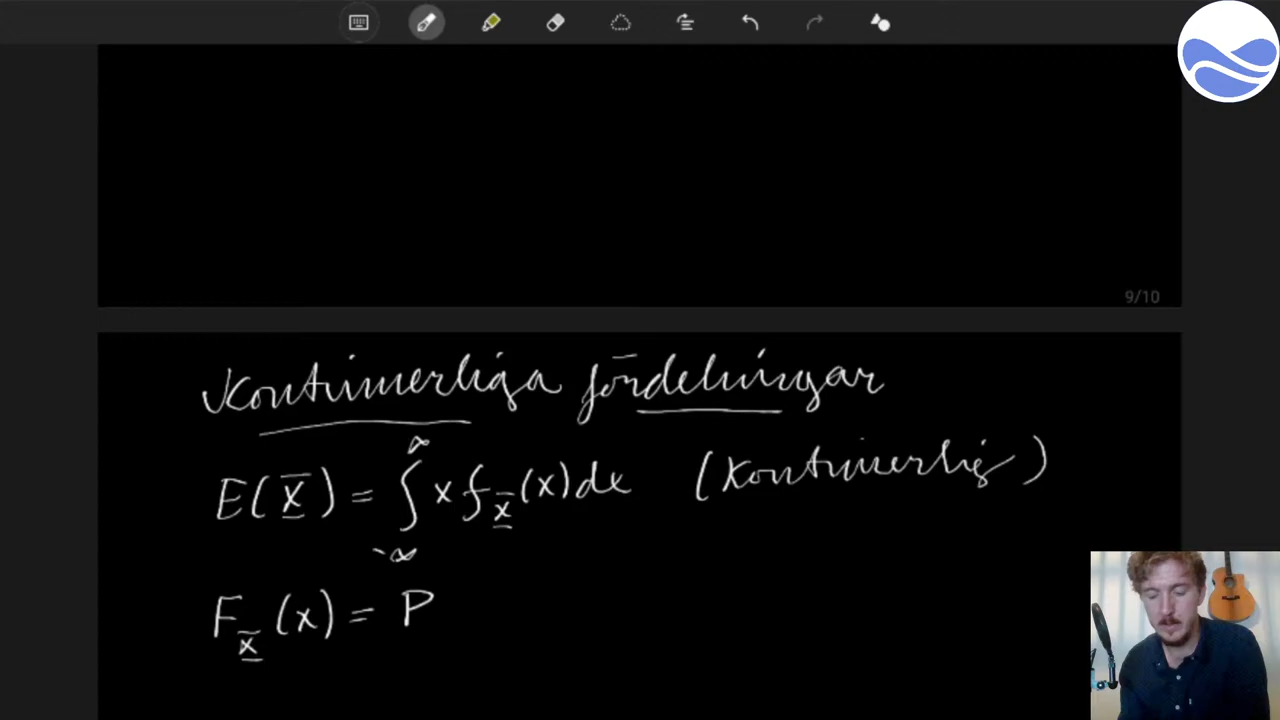 9/10
Kontinuerliga fördelningar
E(X) = ∫_{-∞}^{∞} x f_X(x) dx (Kontinuerlig)
F_X(x) = P